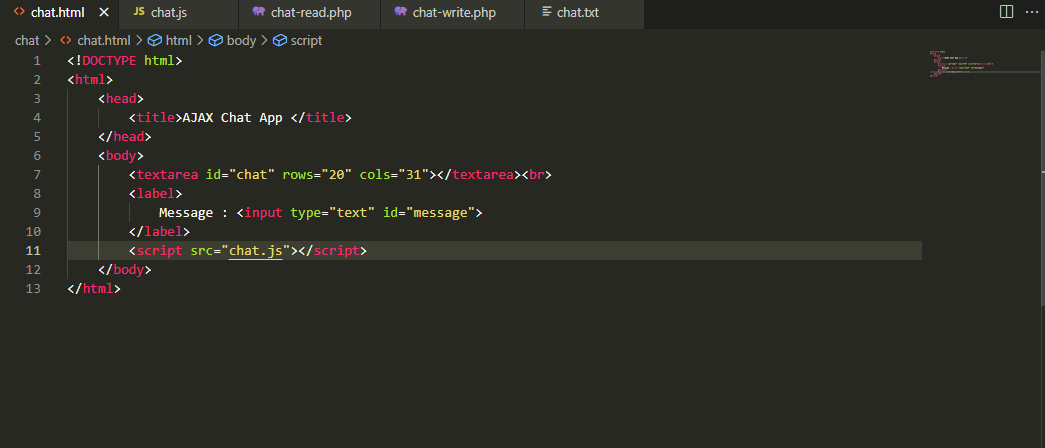 chat.html × JS chat.js chat-read.php chat-write.php chat.txt ···
chat > <> chat.html > html > body > script
1 <!DOCTYPE html>
2 <html>
3     <head>
4         <title>AJAX Chat App </title>
5     </head>
6     <body>
7         <textarea id="chat" rows="20" cols="31"></textarea><br>
8         <label>
9             Message : <input type="text" id="message">
10         </label>
11         <script src="chat.js"></script>
12     </body>
13 </html>